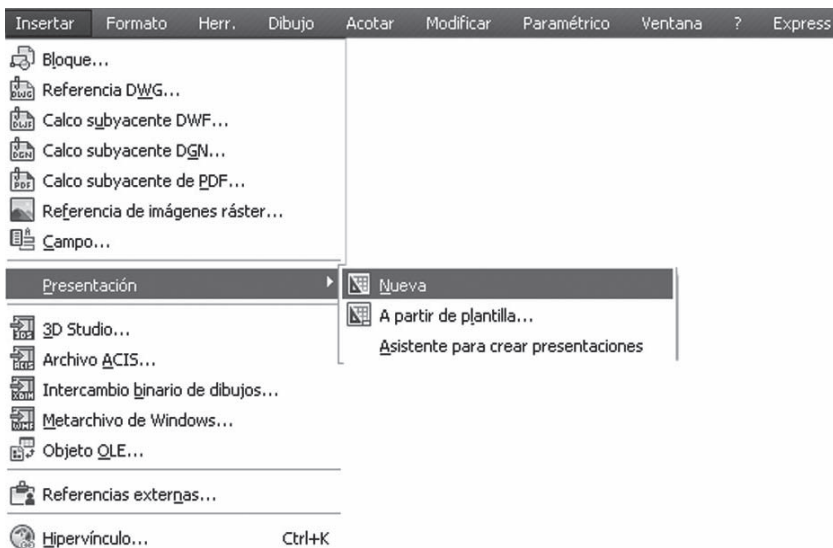 Insertar Formato Herr. Dibujo Acotar Modificar Paramétrico Ventana ? Express
Bloque...
Referencia DWG...
Calco subyacente DWF...
Calco subyacente DGN...
Calco subyacente de PDF...
Referencia de imágenes ráster...
Campo...
Presentación
Nueva
A partir de plantilla...
Asistente para crear presentaciones
3D Studio...
Archivo ACIS...
Intercambio binario de dibujos...
Metarchivo de Windows...
Objeto OLE...
Referencias externas...
Hipervínculo... Ctrl+K